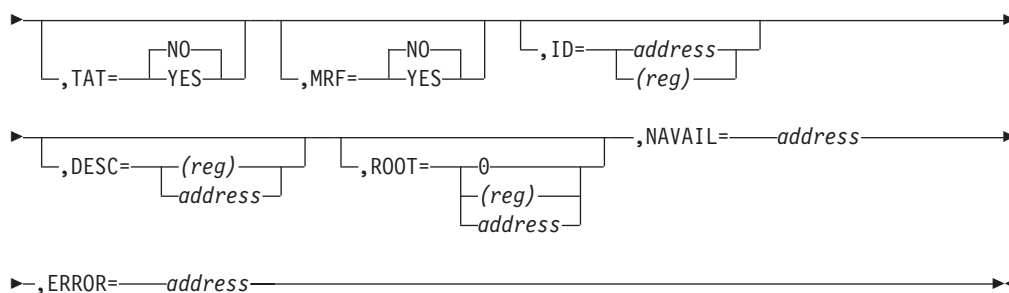 NO NO
,TAT= YES ,MRF= YES ,ID= address
(reg)
,DESC= (reg) ,ROOT= 0 ,NAVAIL= address
address (reg)
address
,ERROR= address